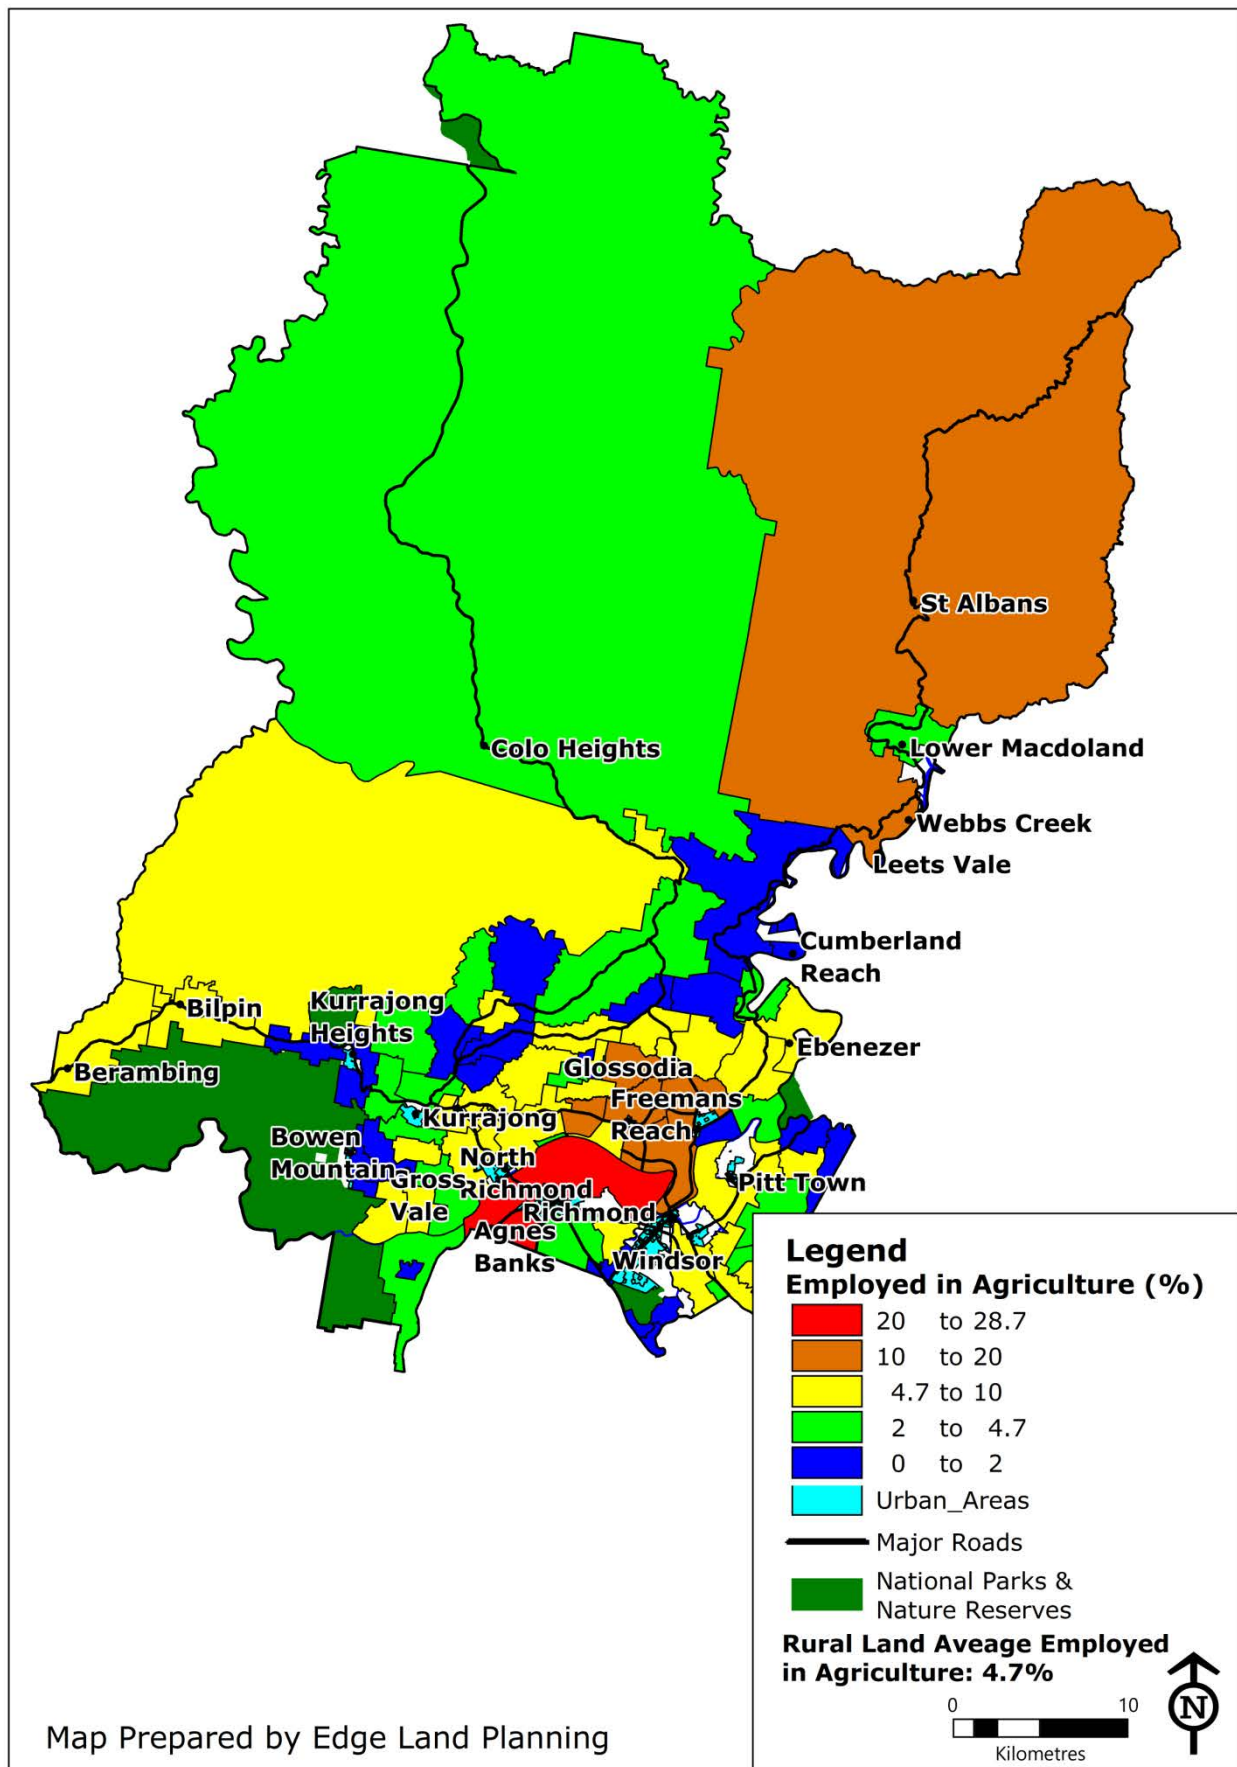 St Albans
Colo Heights
Lower Macdoland
Webbs Creek
Leets Vale
Cumberland
Reach
Bilpin
Kurrajong
Heights
Ebenezer
Berambing
Glossodia
Freemans
Reach
Kurrajong
Bowen
Mountain
North
Richmond
Gross
Vale
Pitt Town
Richmond
Agnes
Banks
Windsor
Legend
Employed in Agriculture (%)
20 to 28.7
10 to 20
4.7 to 10
2 to 4.7
0 to 2
Urban_Areas
Major Roads
National Parks &
Nature Reserves
Rural Land Aveage Employed
in Agriculture: 4.7%
0 10
Kilometres
N
Map Prepared by Edge Land Planning